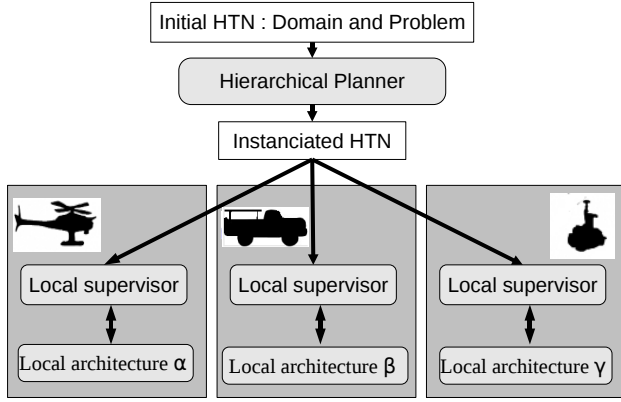 Initial HTN : Domain and Problem
Hierarchical Planner
Instanciated HTN
Local supervisor
Local supervisor
Local supervisor
Local architecture α
Local architecture β
Local architecture γ